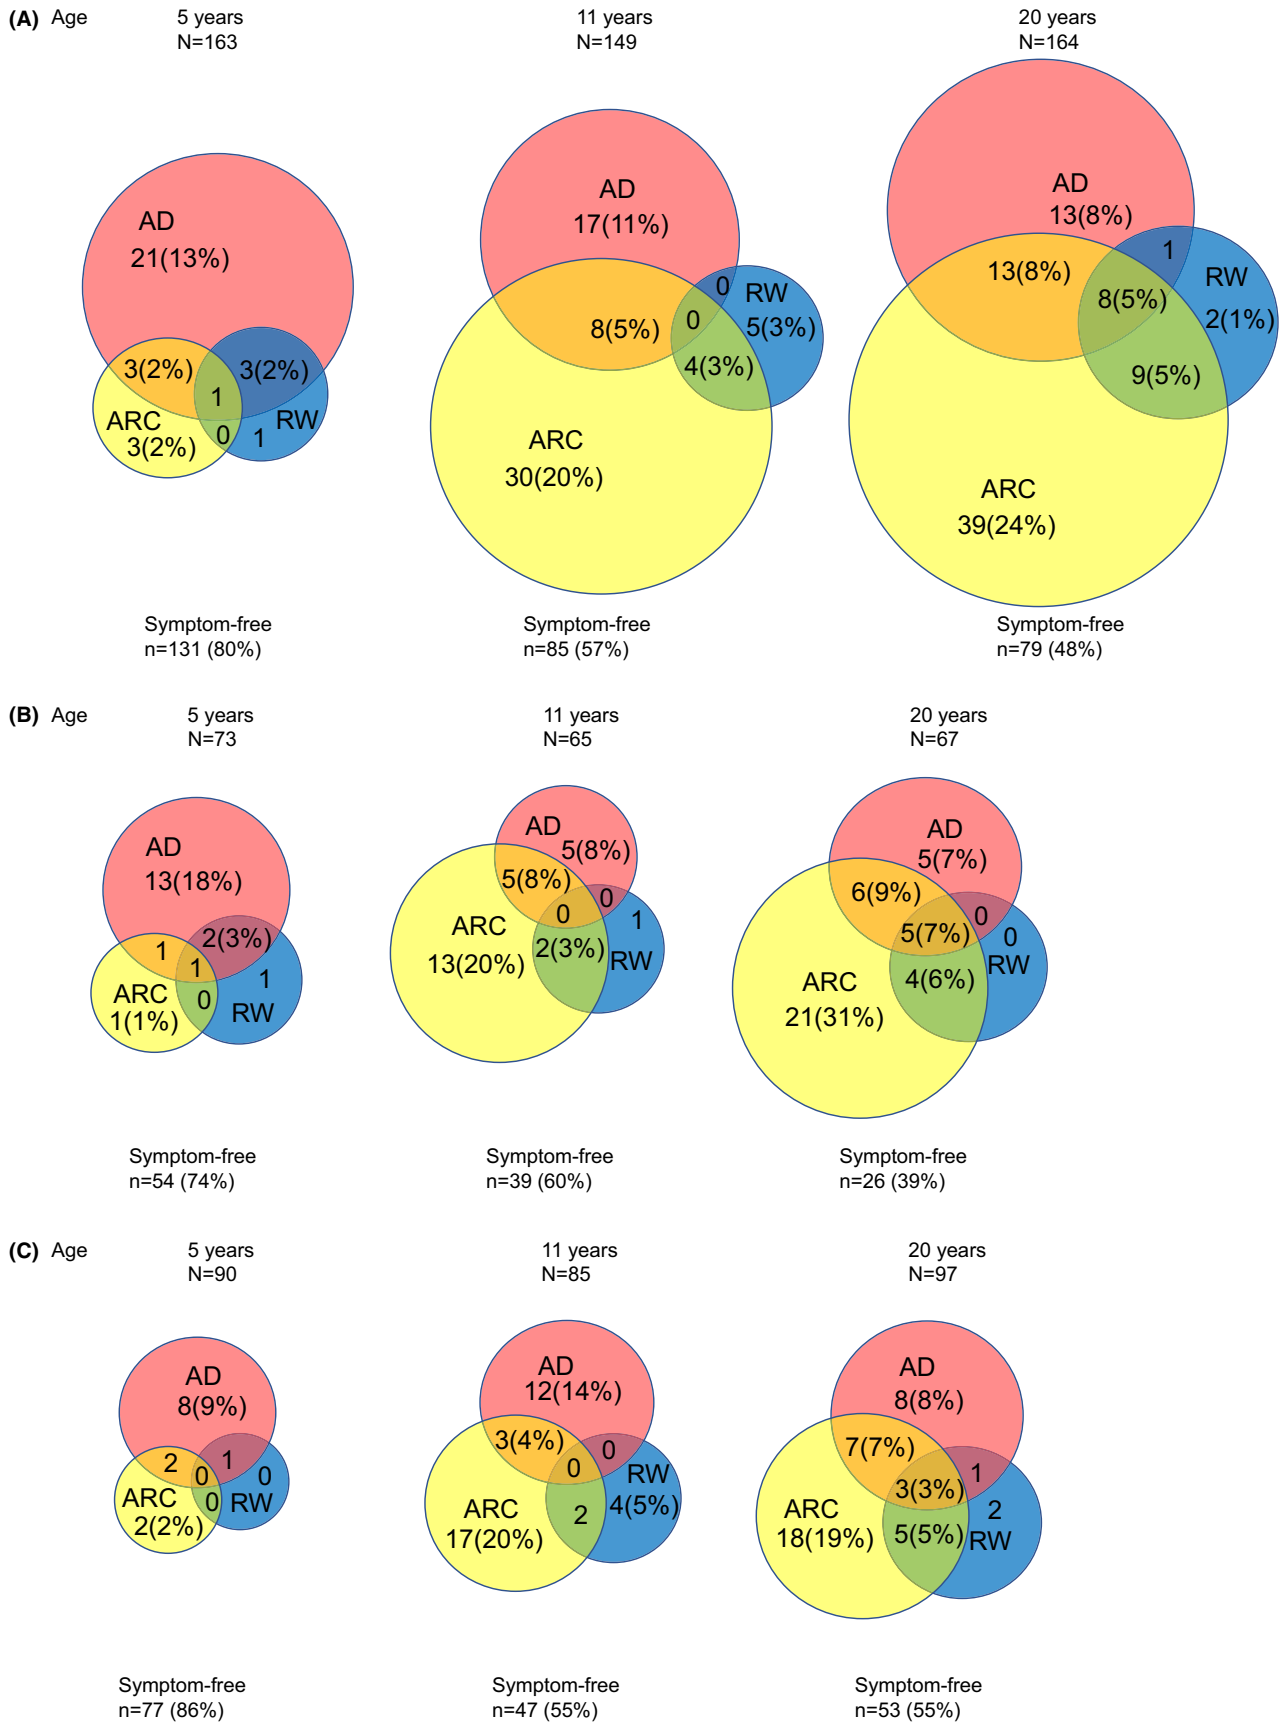 (A) Age 5 years 11 years 20 years
N=163 N=149 N=164
AD
21(13%)
3(2%) 3(2%)
1
ARC RW
3(2%) 0 1
AD
17(11%)
0 RW
8(5%) 0 5(3%)
4(3%)
ARC
30(20%)
AD
13(8%)
1
13(8%) RW
8(5%) 2(1%)
9(5%)
ARC
39(24%)
Symptom-free Symptom-free Symptom-free
n=131 (80%) n=85 (57%) n=79 (48%)
(B) Age 5 years 11 years 20 years
N=73 N=65 N=67
AD
13(18%)
2(3%)
1 1 1
ARC 0
1(1%) RW
AD
5(8%)
5(8%) 0
0 1
ARC 2(3%)
13(20%) RW
AD
5(7%)
6(9%)
0
5(7%) 0
ARC 4(6%) RW
21(31%)
Symptom-free Symptom-free Symptom-free
n=54 (74%) n=39 (60%) n=26 (39%)
(C) Age 5 years 11 years 20 years
N=90 N=85 N=97
AD
8(9%)
2 1
0 0
ARC 0 RW
2(2%)
AD
12(14%)
3(4%) 0
0 RW
ARC 2 4(5%)
17(20%)
AD
8(8%)
7(7%)
1
3(3%)
ARC 2
18(19%) 5(5%) RW
Symptom-free Symptom-free Symptom-free
n=77 (86%) n=47 (55%) n=53 (55%)